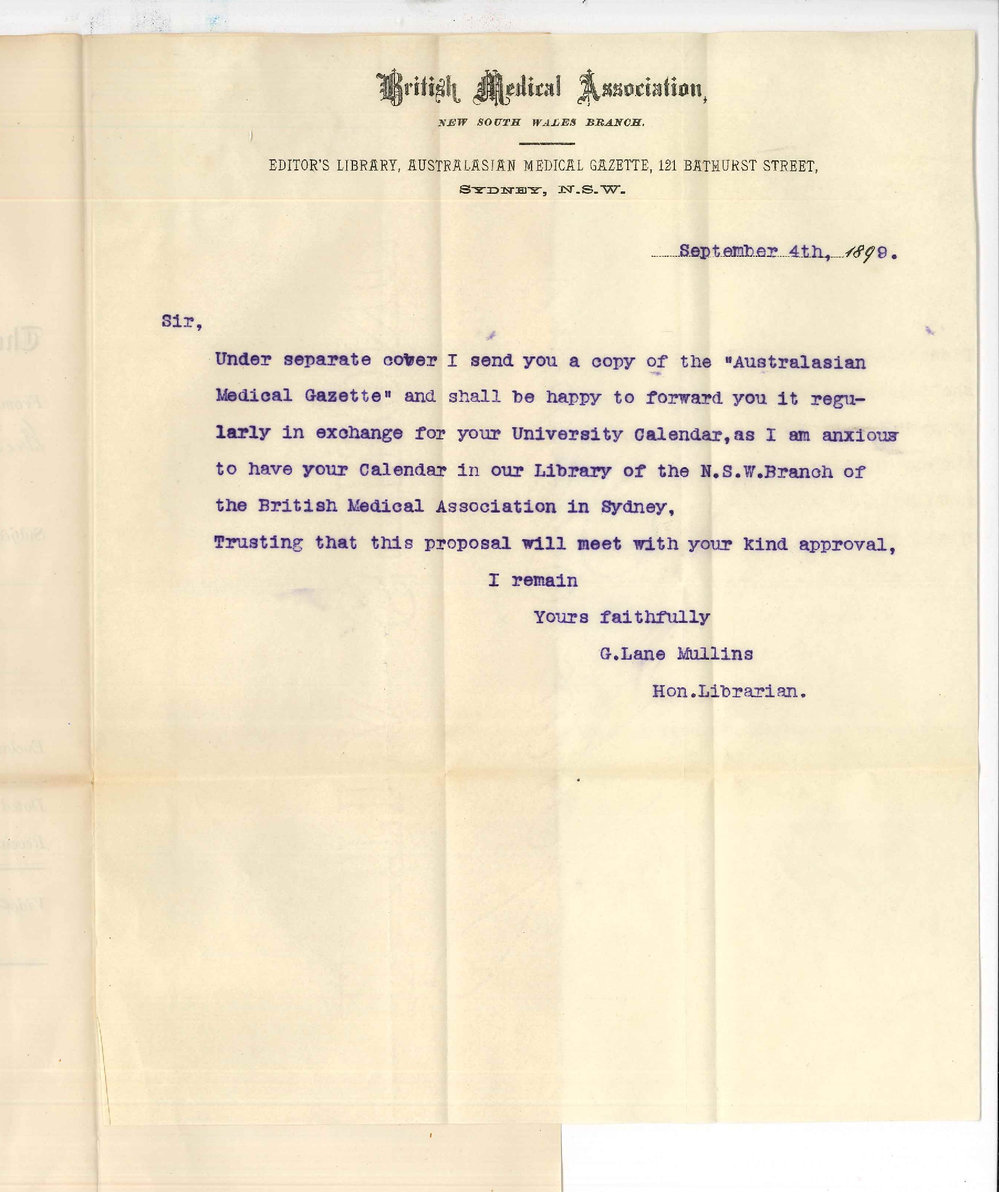 British Medical Association,
NEW SOUTH WALES BRANCH.
EDITOR'S LIBRARY, AUSTRALASIAN MEDICAL GAZETTE, 121 BATHURST STREET,
SYDNEY, N.S.W.
September 4th, 1899.
Sir,
Under separate cover I send you a copy of the "Australasian
Medical Gazette" and shall be happy to forward you it regu-
larly in exchange for your University Calendar,as I am anxious
to have your Calendar in our Library of the N.S.W.Branch of
the British Medical Association in Sydney,
Trusting that this proposal will meet with your kind approval,
I remain
Yours faithfully
G.Lane Mullins
Hon.Librarian.